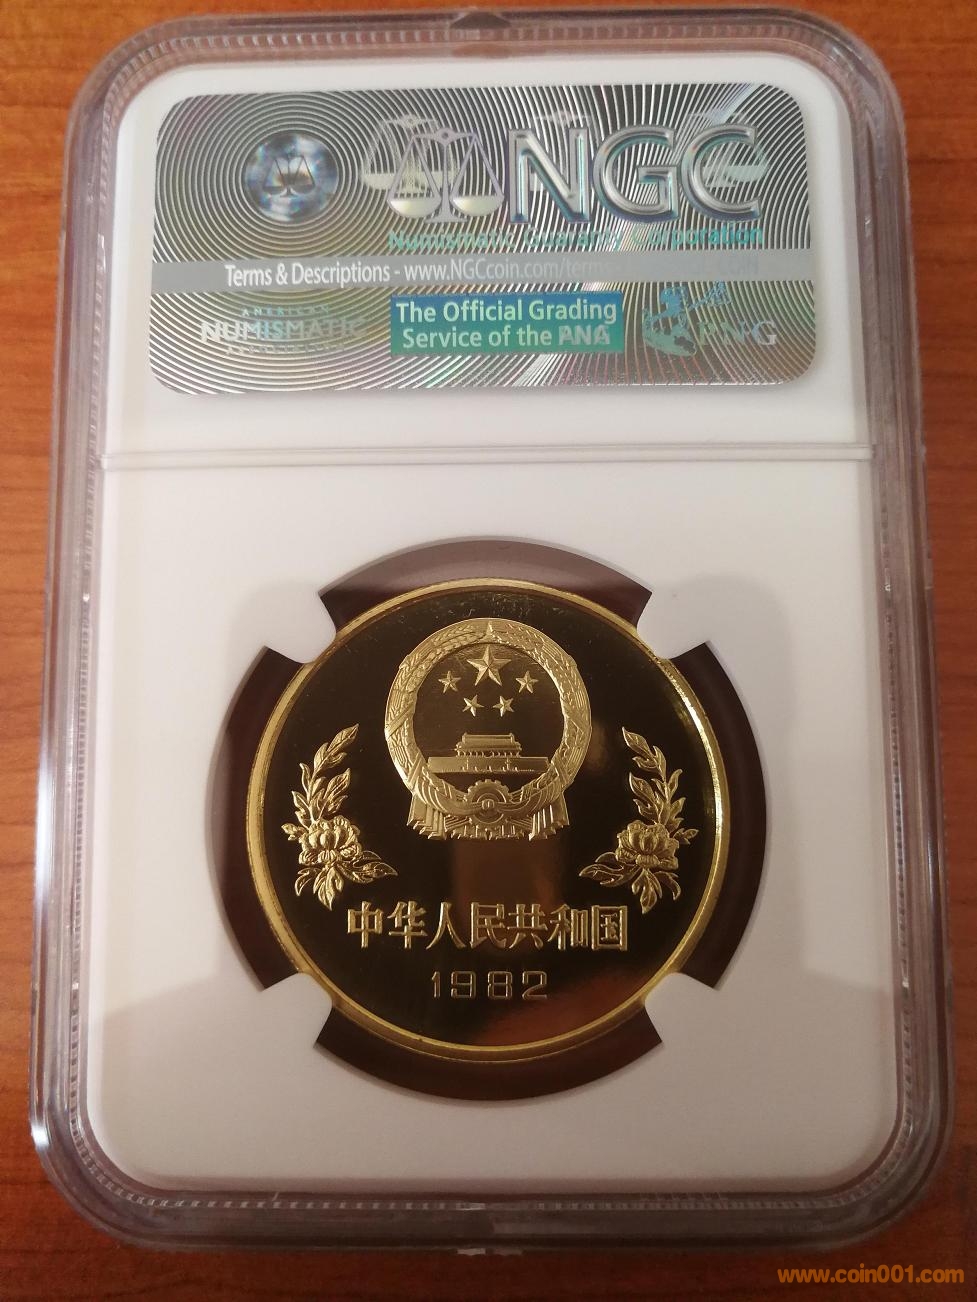 NGC
Numismatic Guaranty Corporation
Terms & Descriptions - www.NGCcoin.com/terms
AMERICAN
NUMISMATIC
The Official Grading
Service of the ANA
PNG
中华人民共和国
1982
www.coin001.com